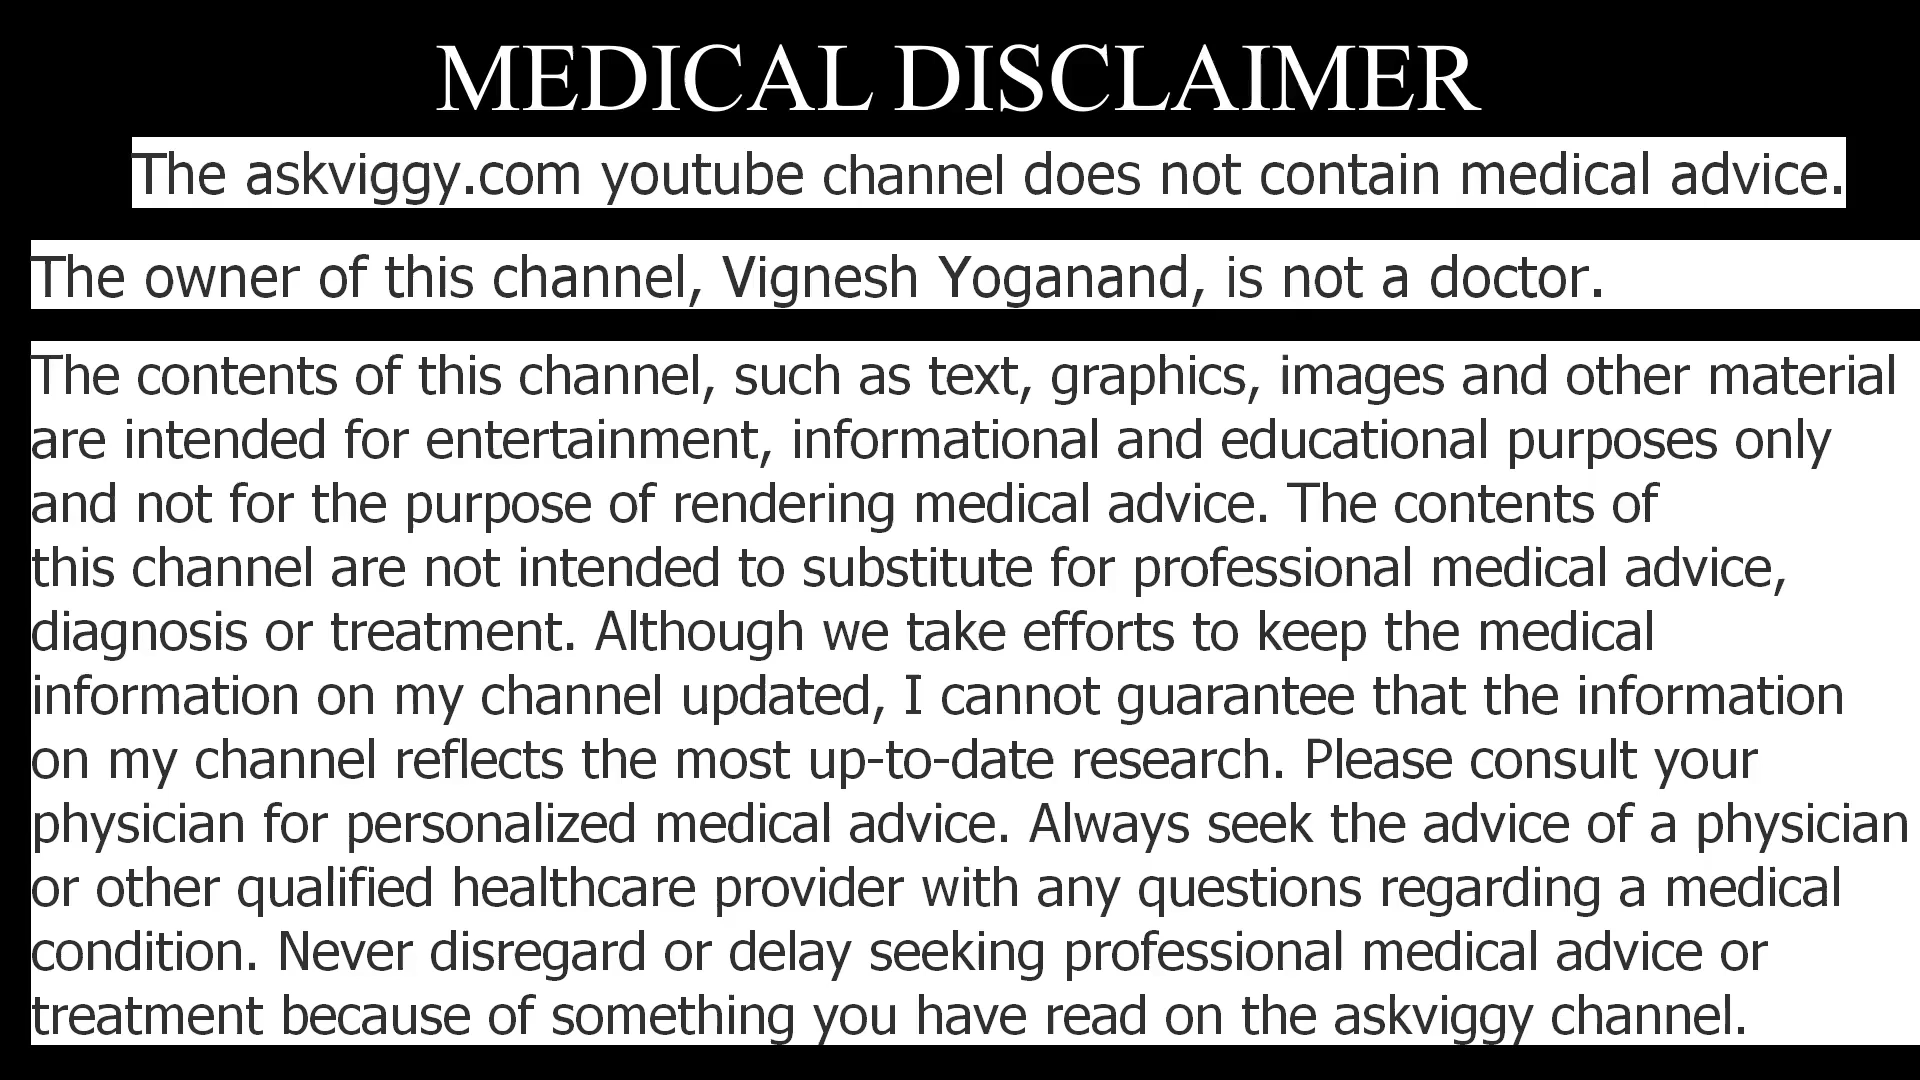 MEDICAL DISCLAIMER
The askviggy.com youtube channel does not contain medical advice.
The owner of this channel, Vignesh Yoganand, is not a doctor.
The contents of this channel, such as text, graphics, images and other material
are intended for entertainment, informational and educational purposes only
and not for the purpose of rendering medical advice. The contents of
this channel are not intended to substitute for professional medical advice,
diagnosis or treatment. Although we take efforts to keep the medical
information on my channel updated, I cannot guarantee that the information
on my channel reflects the most up-to-date research. Please consult your
physician for personalized medical advice. Always seek the advice of a physician
or other qualified healthcare provider with any questions regarding a medical
condition. Never disregard or delay seeking professional medical advice or
treatment because of something you have read on the askviggy channel.